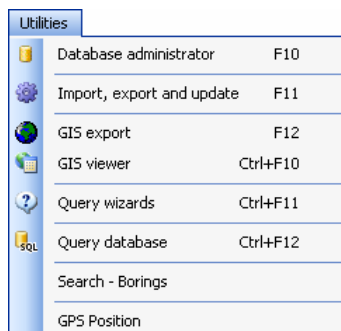 Utilities
Database administrator F10
Import, export and update F11
GIS export F12
GIS viewer Ctrl+F10
Query wizards Ctrl+F11
Query database Ctrl+F12
SQL
Search - Borings
GPS Position